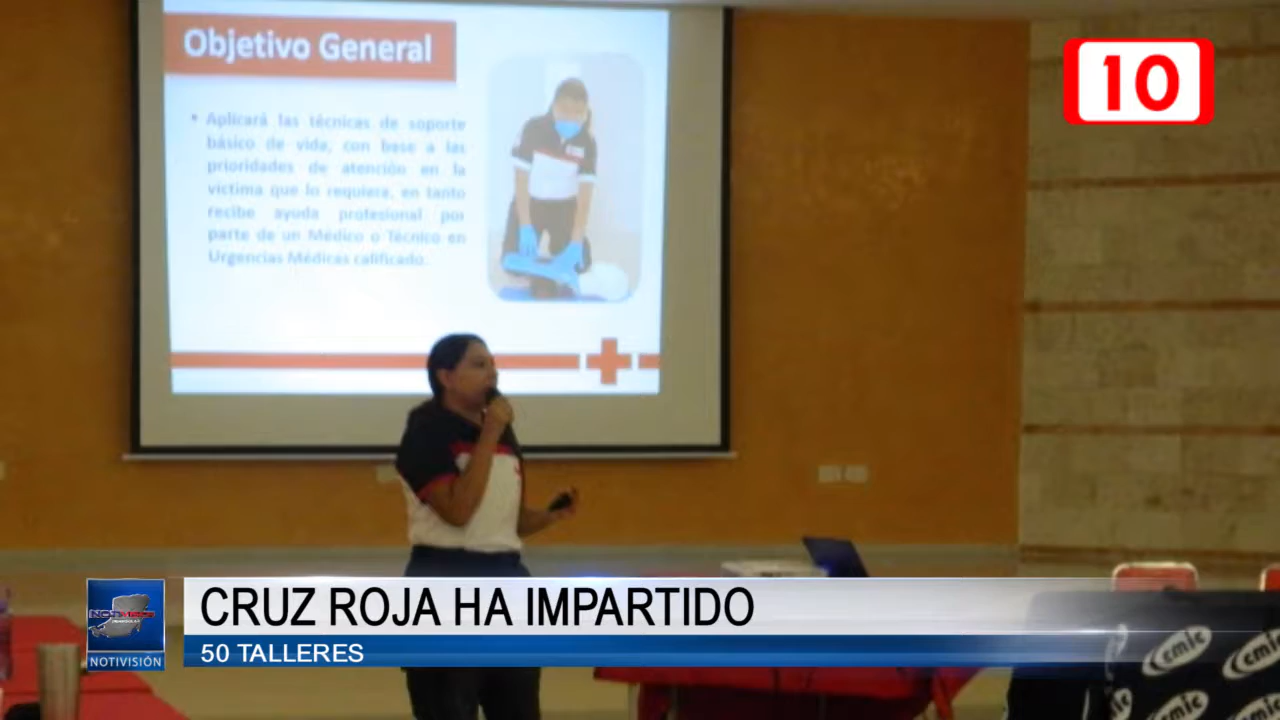 Objetivo General
10
• Aplicará las técnicas de soporte
básico de vida, con base a las
prioridades de atención en la
víctima que lo requiera, en tanto
recibe ayuda profesional por
parte de un Médico o Técnico en
Urgencias Médicas calificado.
CRUZ ROJA HA IMPARTIDO
50 TALLERES
NOTIVISIÓN
cmic
cmic
cmic